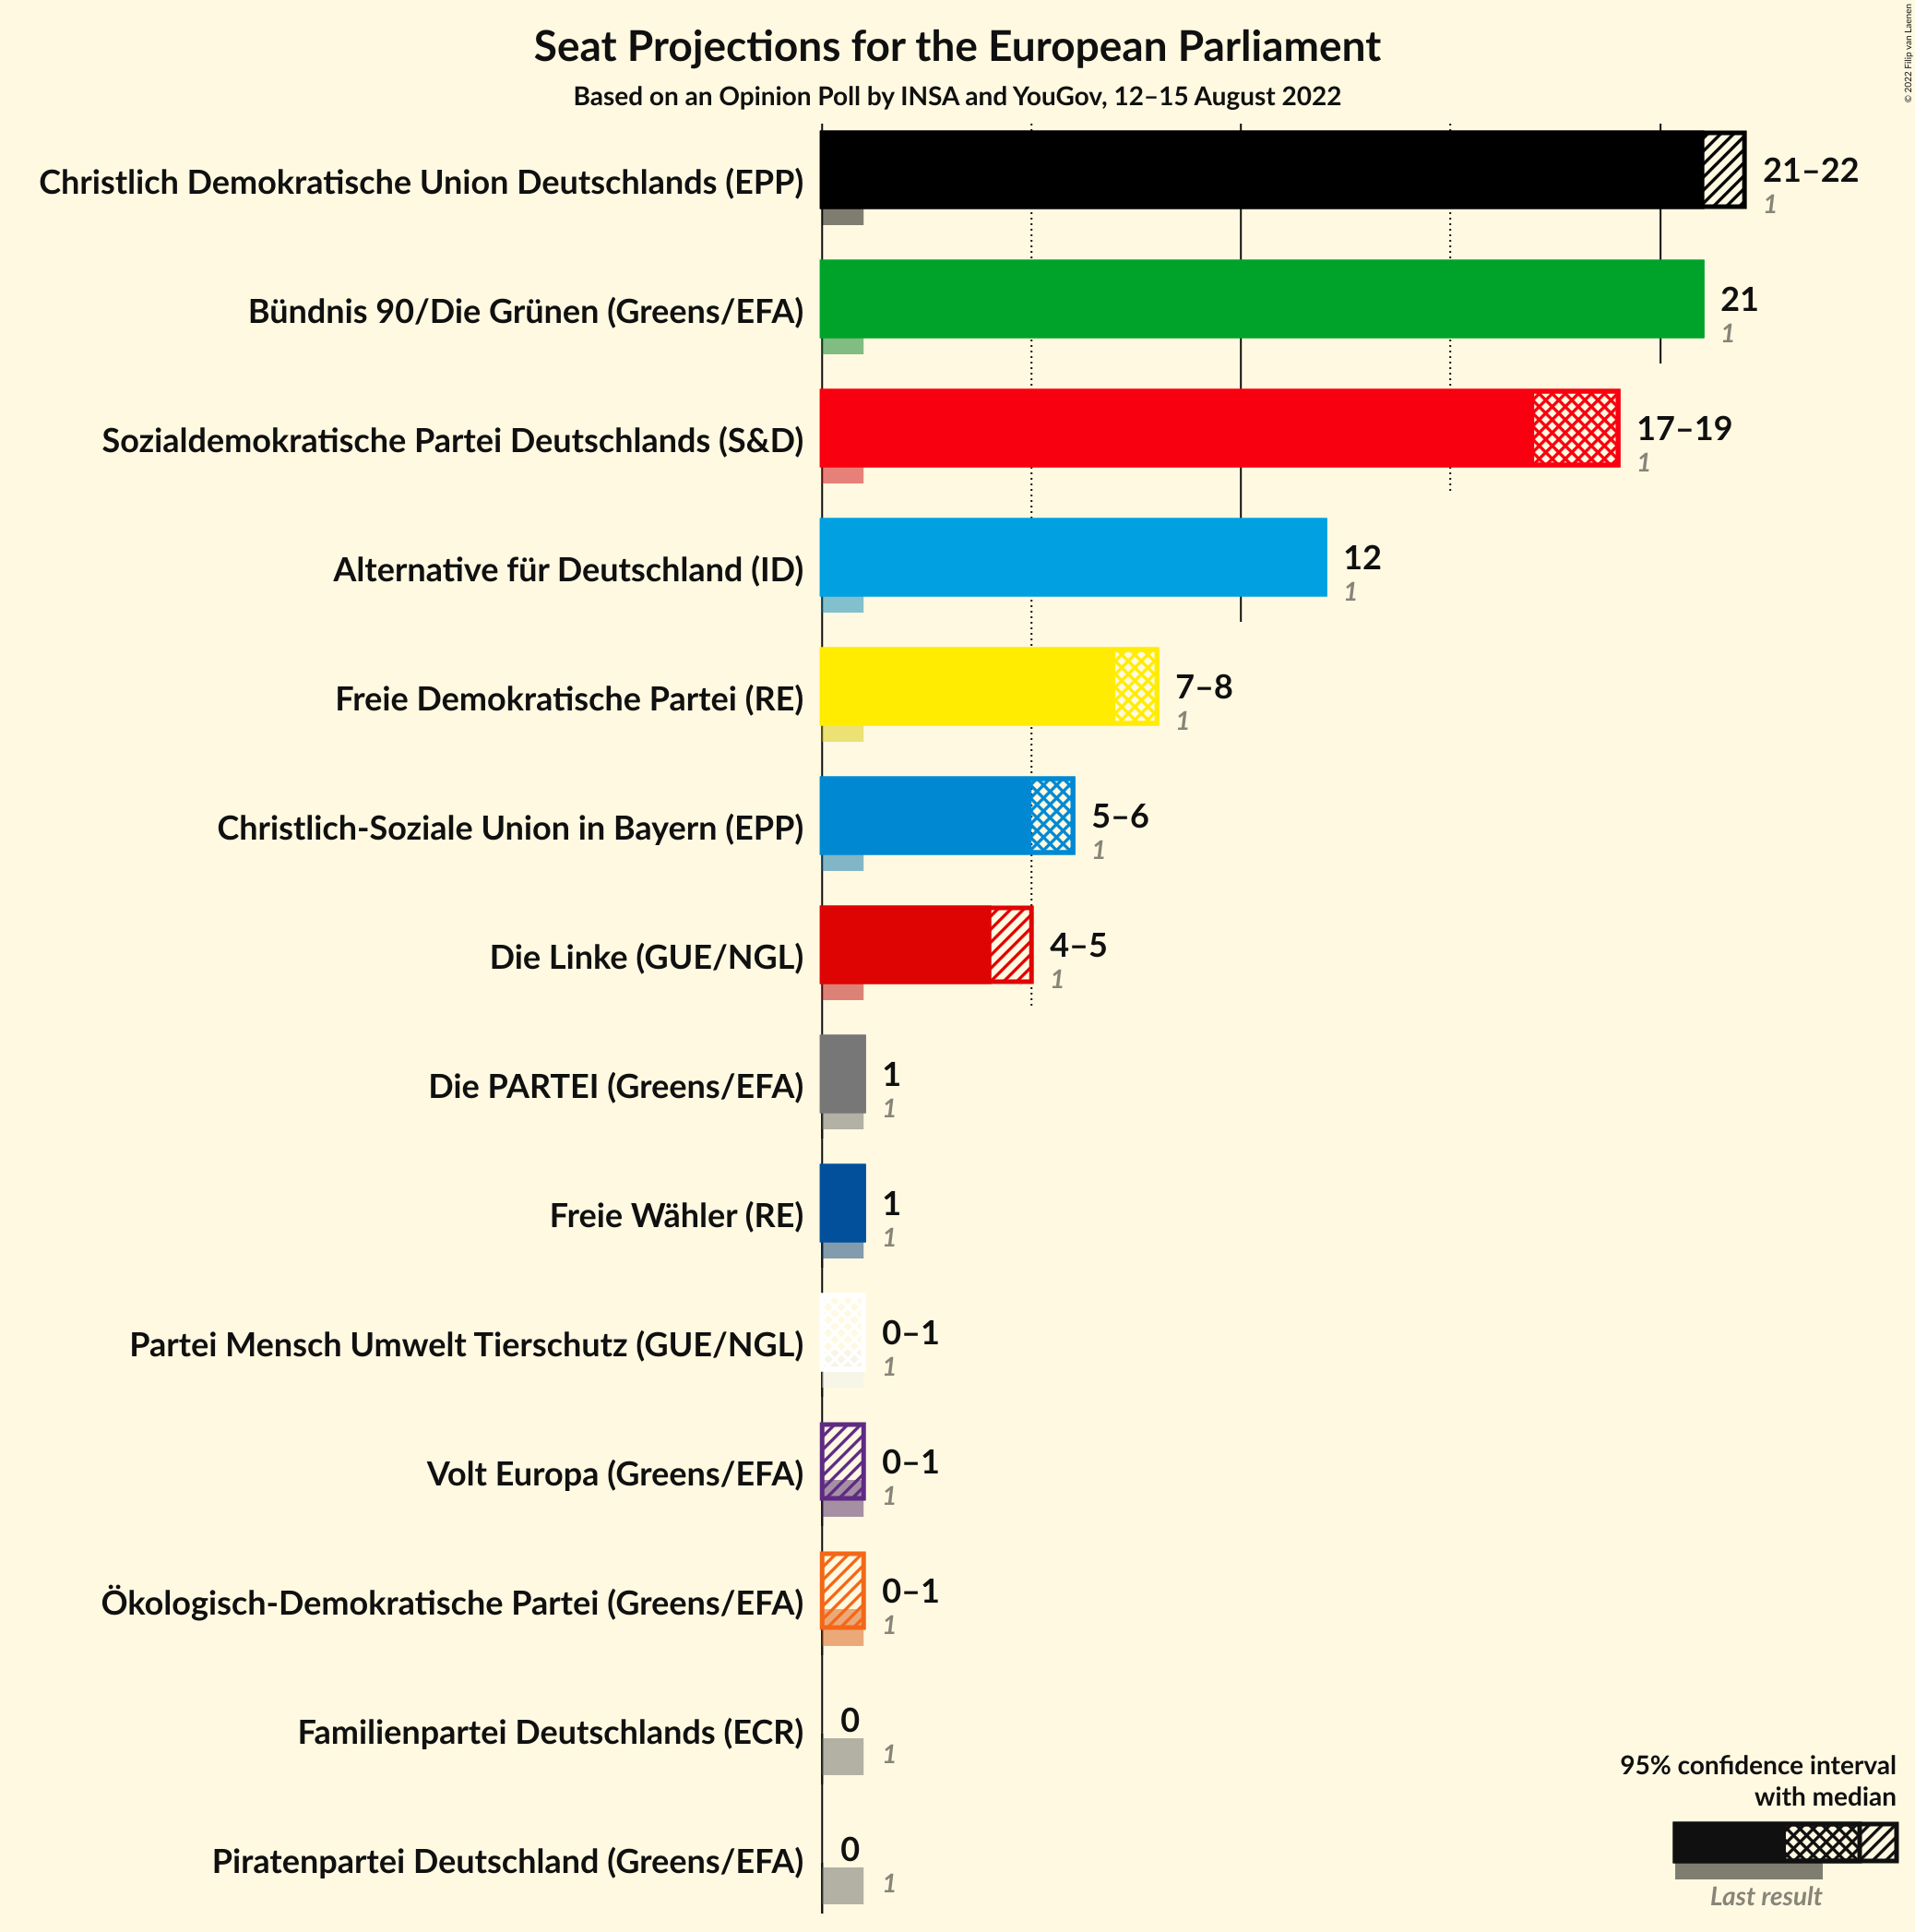 Seat Projections for the European Parliament
Based on an Opinion Poll by INSA and YouGov, 12–15 August 2022
© 2022 Filip van Laenen
Christlich Demokratische Union Deutschlands (EPP)
21–22
1
Bündnis 90/Die Grünen (Greens/EFA)
21
1
Sozialdemokratische Partei Deutschlands (S&D)
17–19
1
Alternative für Deutschland (ID)
12
1
Freie Demokratische Partei (RE)
7–8
1
Christlich-Soziale Union in Bayern (EPP)
5–6
1
Die Linke (GUE/NGL)
4–5
1
Die PARTEI (Greens/EFA)
1
1
Freie Wähler (RE)
1
1
Partei Mensch Umwelt Tierschutz (GUE/NGL)
0–1
1
Volt Europa (Greens/EFA)
0–1
1
Ökologisch-Demokratische Partei (Greens/EFA)
0–1
1
Familienpartei Deutschlands (ECR)
0
1
Piratenpartei Deutschland (Greens/EFA)
0
1
95% confidence interval
with median
Last result